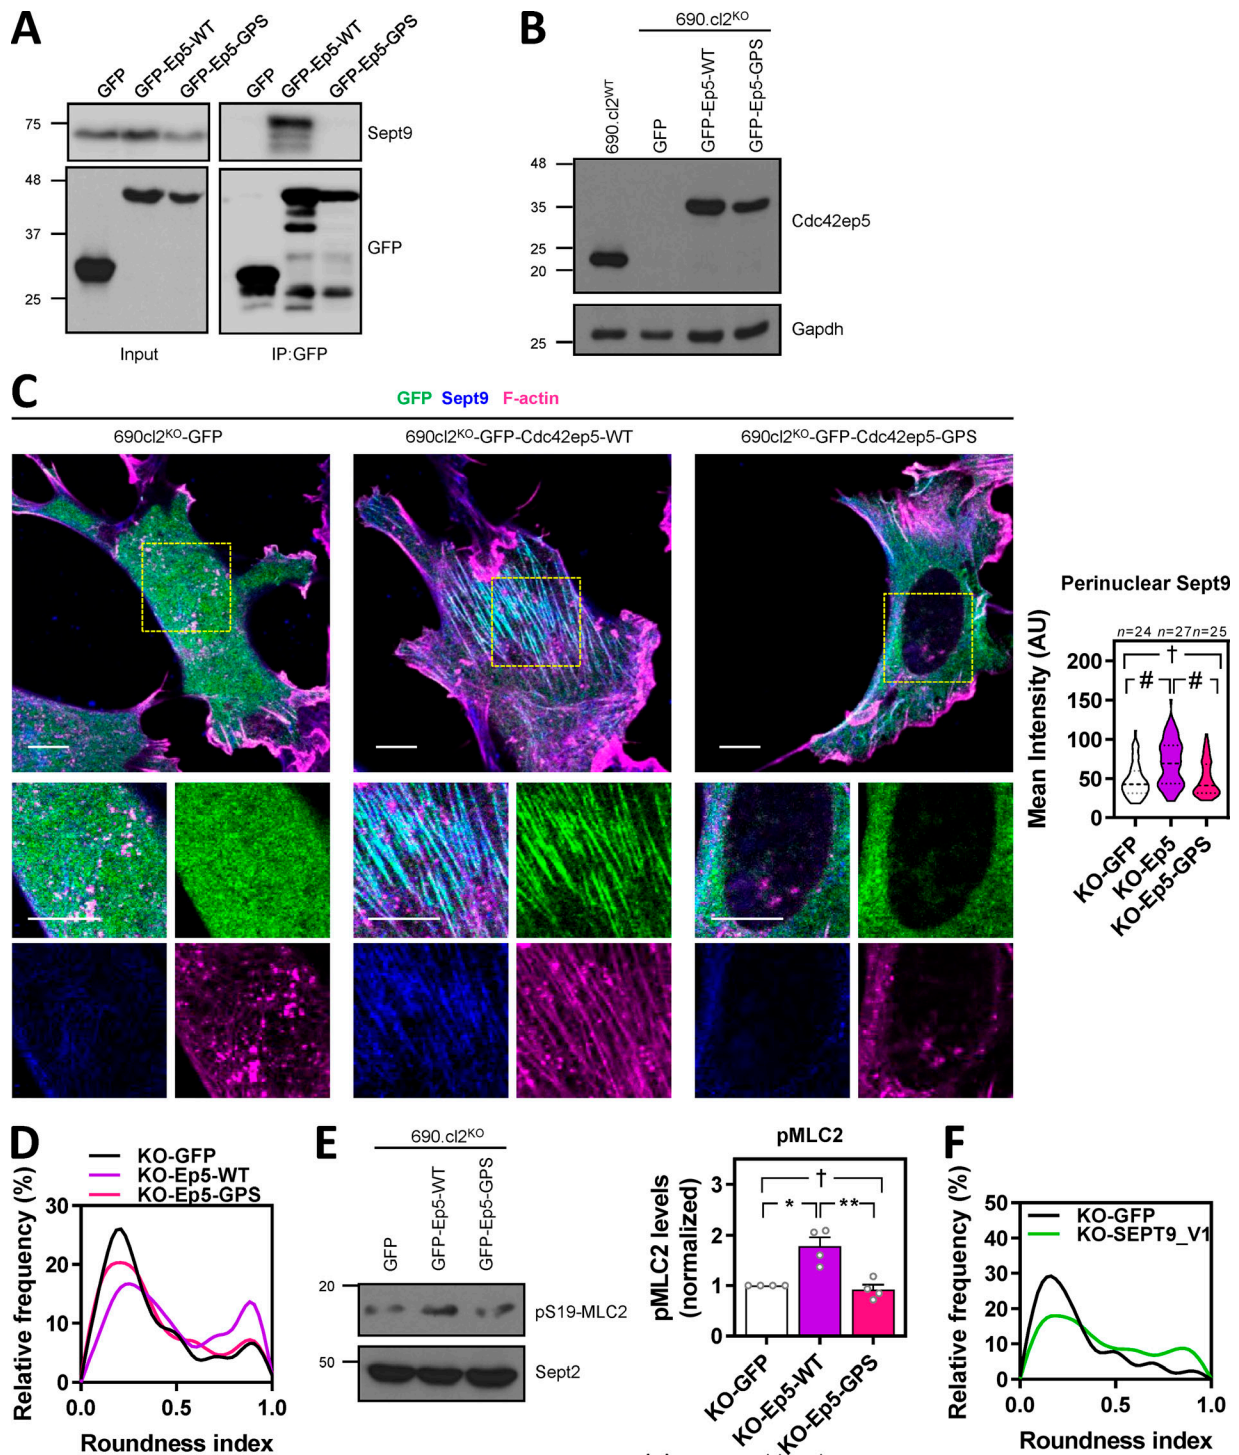 A
GFP
GFP-Ep5-WT
GFP-Ep5-GPS
GFP
GFP-Ep5-WT
GFP-Ep5-GPS
75
Sept9
48
37
25
GFP
Input
IP:GFP
B
690.cl2KO
690.cl2WT
GFP
GFP-Ep5-WT
GFP-Ep5-GPS
48
35
25
20
Cdc42ep5
25
Gapdh
C
GFP Sept9 F-actin
690cl2KO-GFP
690cl2KO-GFP-Cdc42ep5-WT
690cl2KO-GFP-Cdc42ep5-GPS
Perinuclear Sept9
n=24 n=27 n=25
†
# #
Mean Intensity (AU)
200
150
100
50
0
KO-GFP
KO-Ep5
KO-Ep5-GPS
D
KO-GFP
KO-Ep5-WT
KO-Ep5-GPS
Relative frequency (%)
30
20
10
0
0.0 0.5 1.0
Roundness index
E
690.cl2KO
GFP
GFP-Ep5-WT
GFP-Ep5-GPS
20
pS19-MLC2
50
Sept2
pMLC2
†
* **
pMLC2 levels
(normalized)
3
2
1
0
KO-GFP
KO-Ep5-WT
KO-Ep5-GPS
F
KO-GFP
KO-SEPT9_V1
Relative frequency (%)
50
40
30
20
10
0
0.0 0.5 1.0
Roundness index